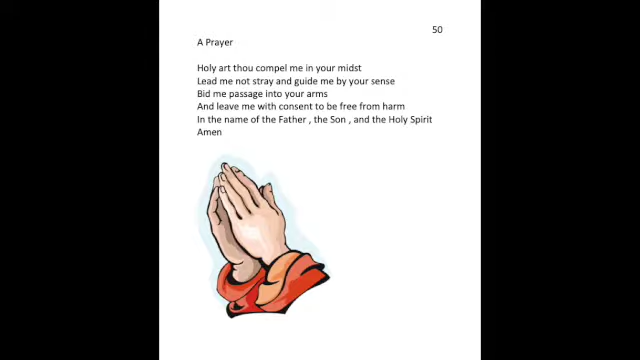 50
A Prayer
Holy art thou compel me in your midst
Lead me not stray and guide me by your sense
Bid me passage into your arms
And leave me with consent to be free from harm
In the name of the Father , the Son , and the Holy Spirit
Amen